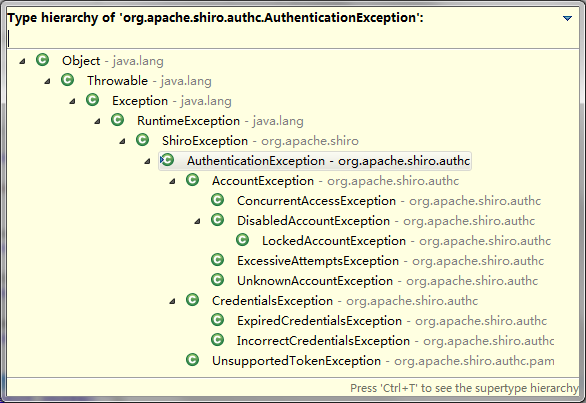 Type hierarchy of 'org.apache.shiro.authc.AuthenticationException':
Object - java.lang
Throwable - java.lang
Exception - java.lang
RuntimeException - java.lang
ShiroException - org.apache.shiro
AuthenticationException - org.apache.shiro.authc
AccountException - org.apache.shiro.authc
ConcurrentAccessException - org.apache.shiro.authc
DisabledAccountException - org.apache.shiro.authc
LockedAccountException - org.apache.shiro.authc
ExcessiveAttemptsException - org.apache.shiro.authc
UnknownAccountException - org.apache.shiro.authc
CredentialsException - org.apache.shiro.authc
ExpiredCredentialsException - org.apache.shiro.authc
IncorrectCredentialsException - org.apache.shiro.authc
UnsupportedTokenException - org.apache.shiro.authc.pam
Press 'Ctrl+T' to see the supertype hierarchy